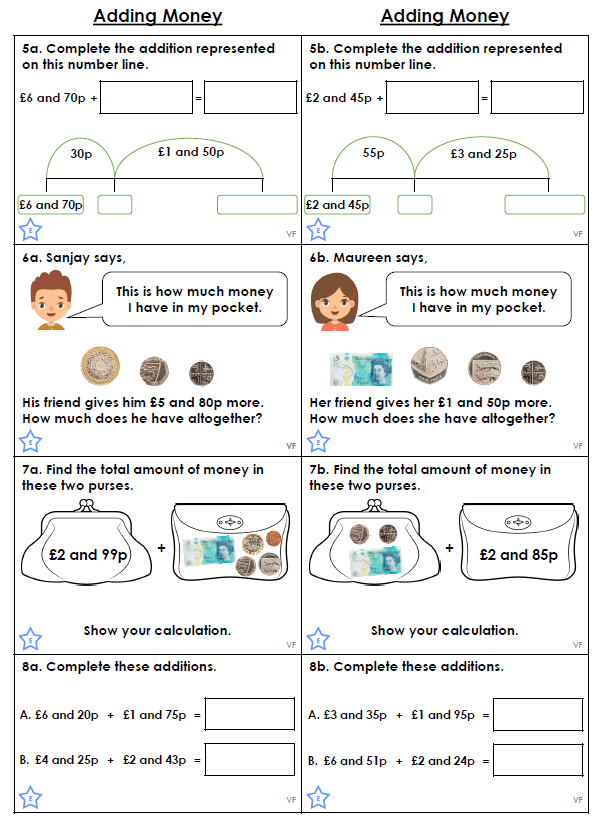 Adding Money
Adding Money
5a. Complete the addition represented
on this number line.
£6 and 70p + =
30p
£1 and 50p
£6 and 70p
E
VF
5b. Complete the addition represented
on this number line.
£2 and 45p + =
55p
£3 and 25p
£2 and 45p
E
VF
6a. Sanjay says,
This is how much money
I have in my pocket.
His friend gives him £5 and 80p more.
How much does he have altogether?
E
VF
6b. Maureen says,
This is how much money
I have in my pocket.
Her friend gives her £1 and 50p more.
How much does she have altogether?
E
VF
7a. Find the total amount of money in
these two purses.
£2 and 99p
+
Show your calculation.
E
VF
7b. Find the total amount of money in
these two purses.
+
£2 and 85p
Show your calculation.
E
VF
8a. Complete these additions.
A. £6 and 20p + £1 and 75p =
B. £4 and 25p + £2 and 43p =
E
VF
8b. Complete these additions.
A. £3 and 35p + £1 and 95p =
B. £6 and 51p + £2 and 24p =
E
VF